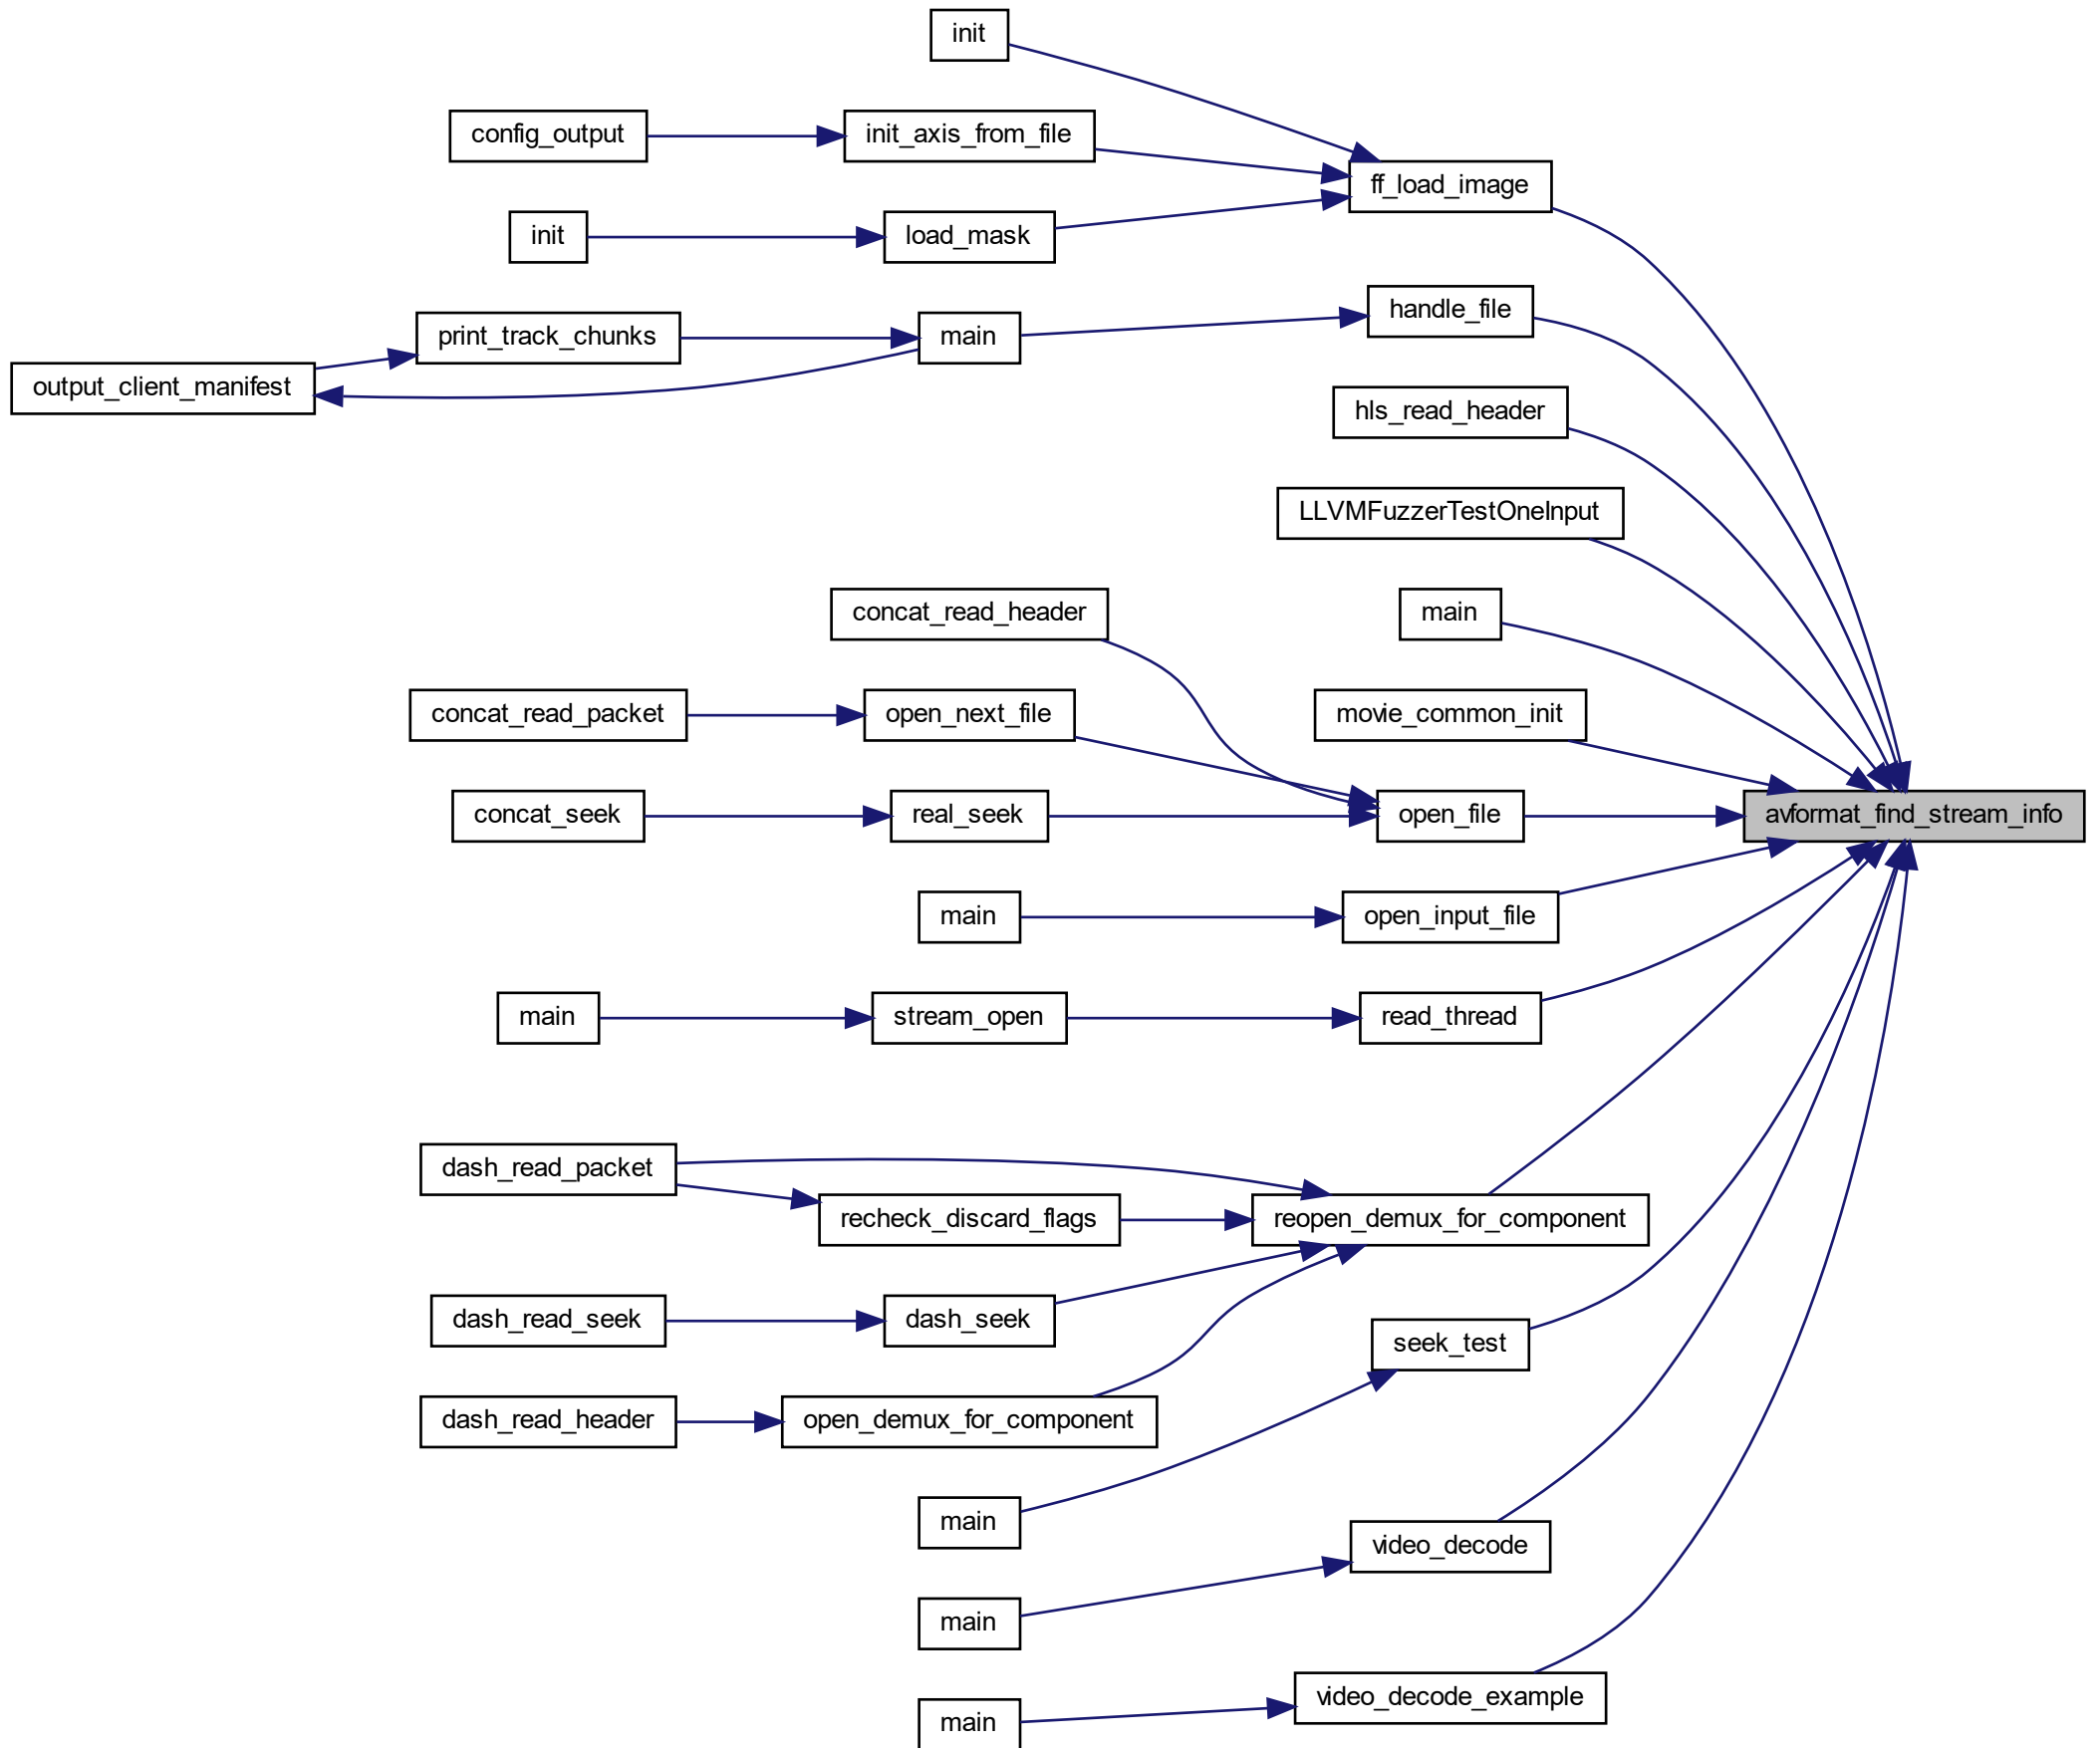 init
config_output
init_axis_from_file
ff_load_image
init
load_mask
handle_file
print_track_chunks
main
output_client_manifest
hls_read_header
LLVMFuzzerTestOneInput
concat_read_header
main
concat_read_packet
open_next_file
movie_common_init
concat_seek
real_seek
open_file
avformat_find_stream_info
main
open_input_file
main
stream_open
read_thread
dash_read_packet
recheck_discard_flags
reopen_demux_for_component
dash_read_seek
dash_seek
seek_test
dash_read_header
open_demux_for_component
main
video_decode
main
video_decode_example
main